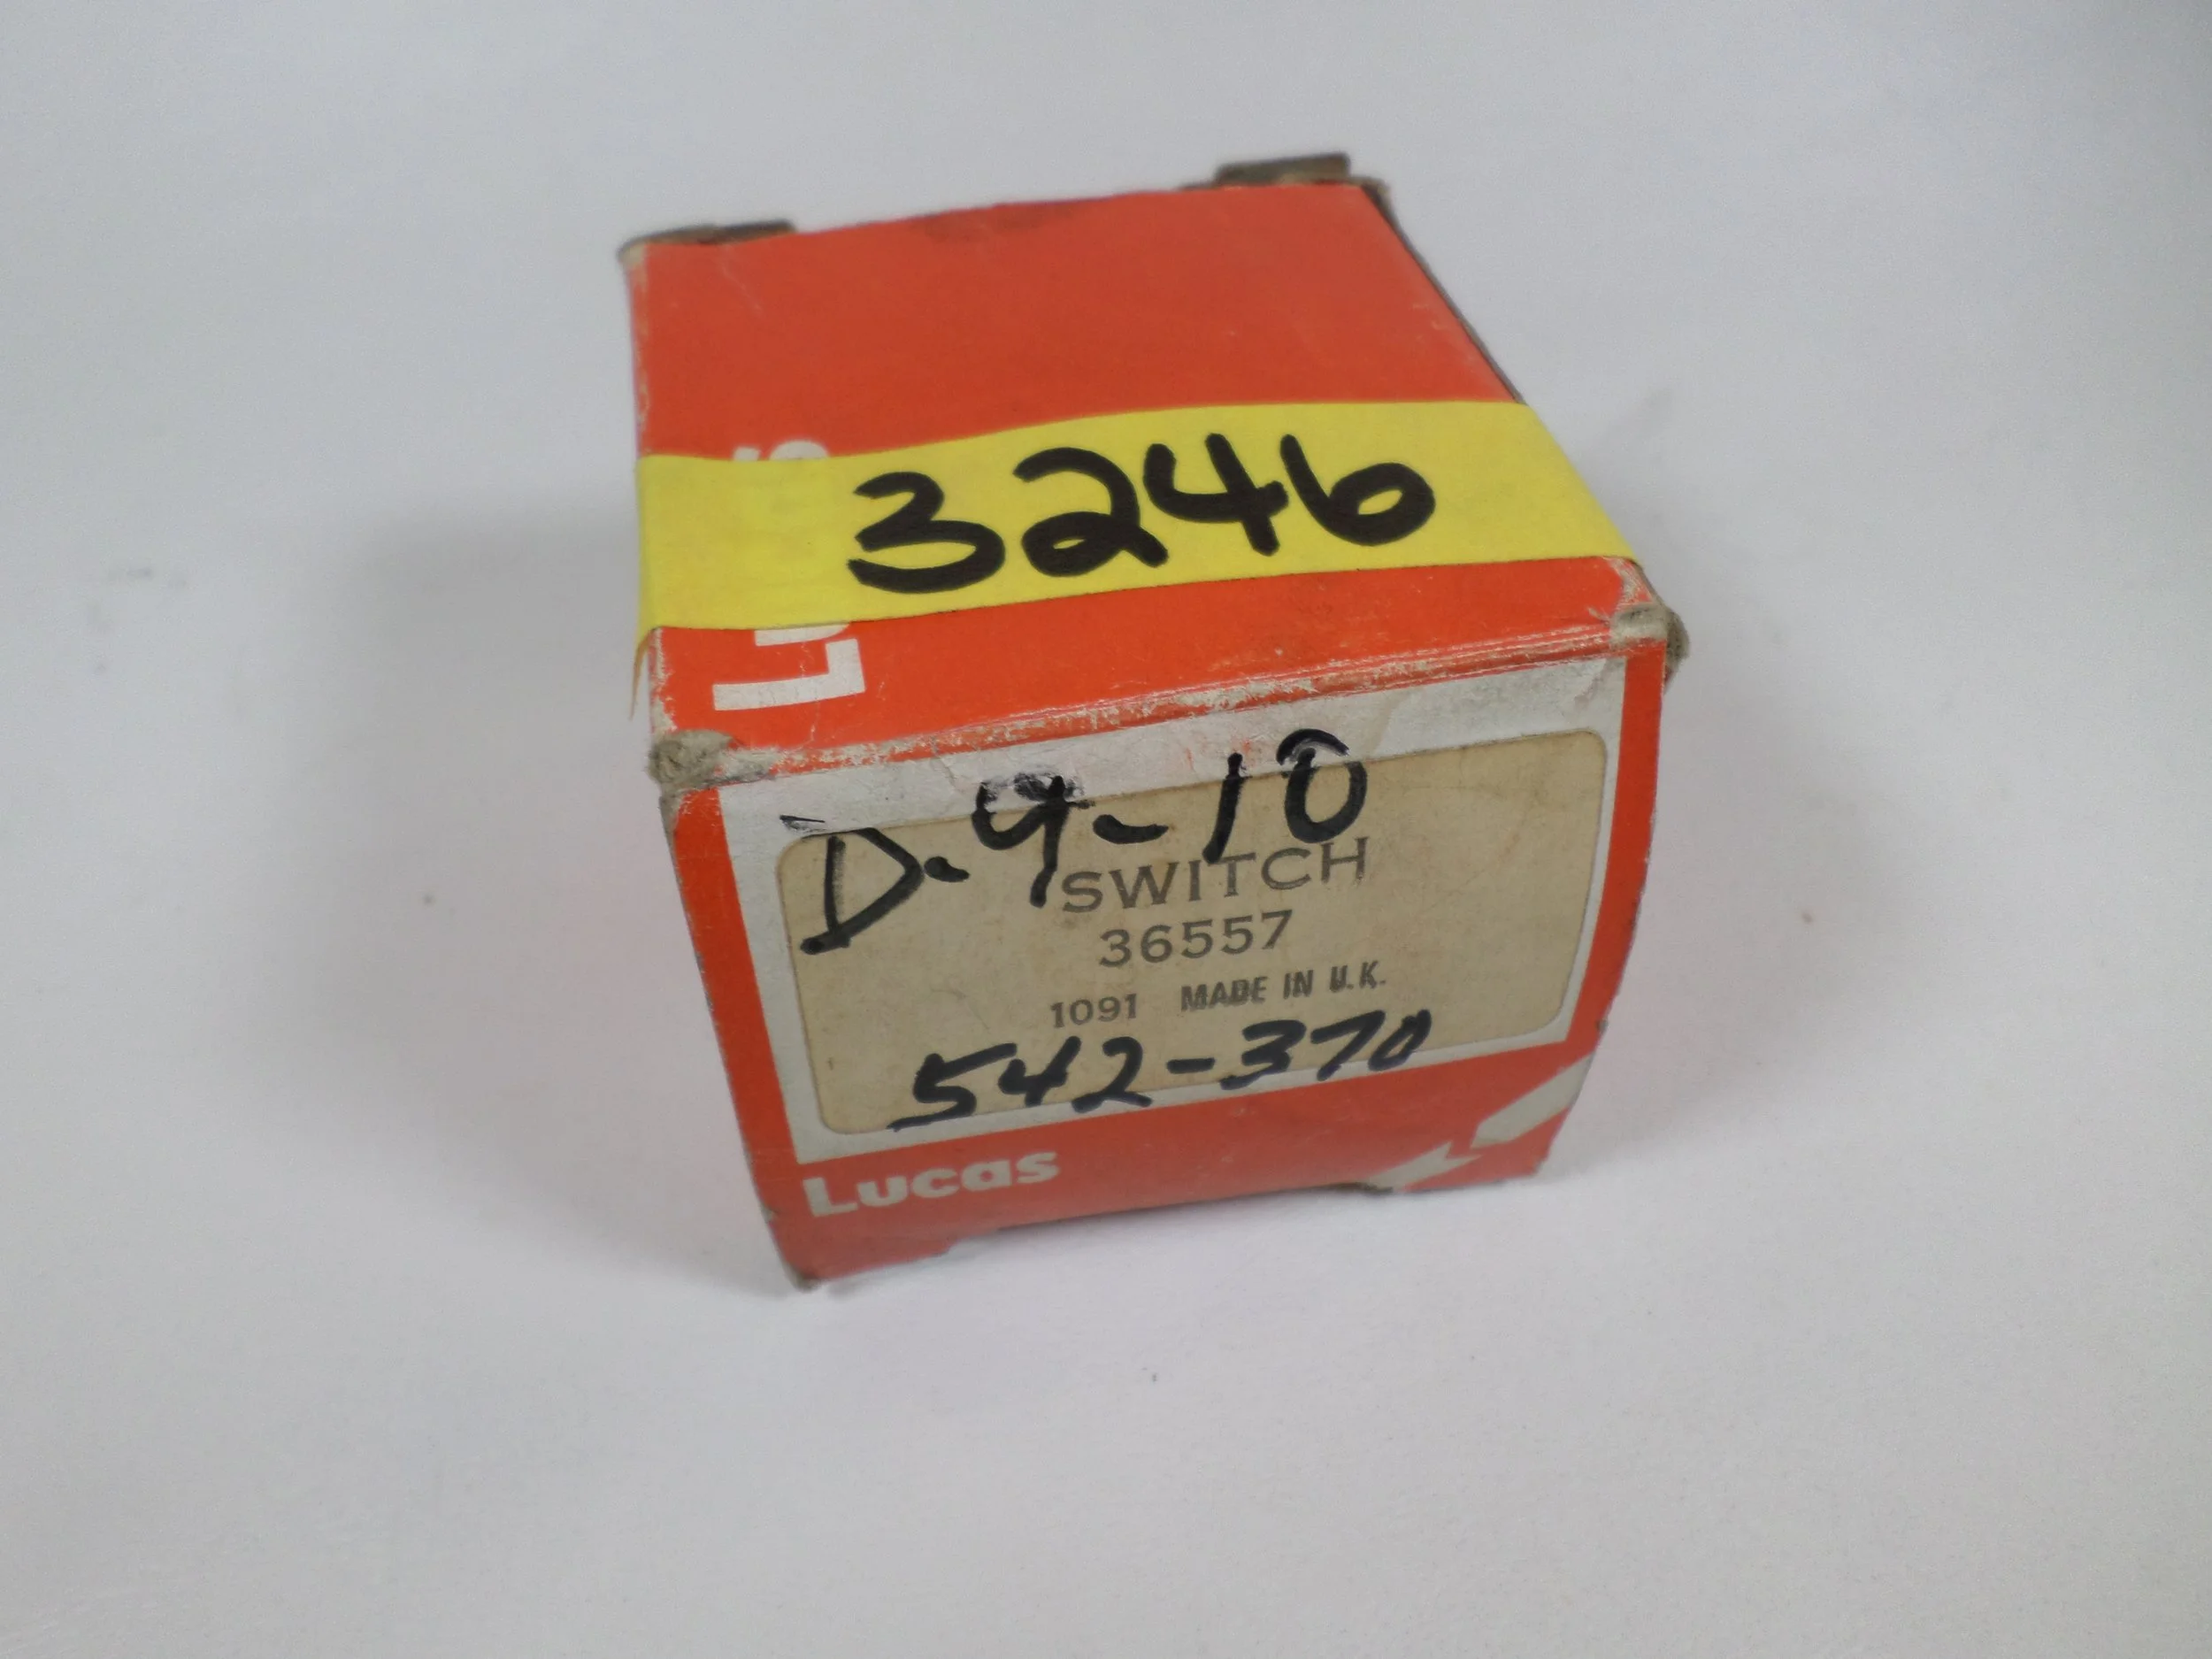 3246
D-9-10
SWITCH
36557
1091 MADE IN U.K.
542-370
Lucas